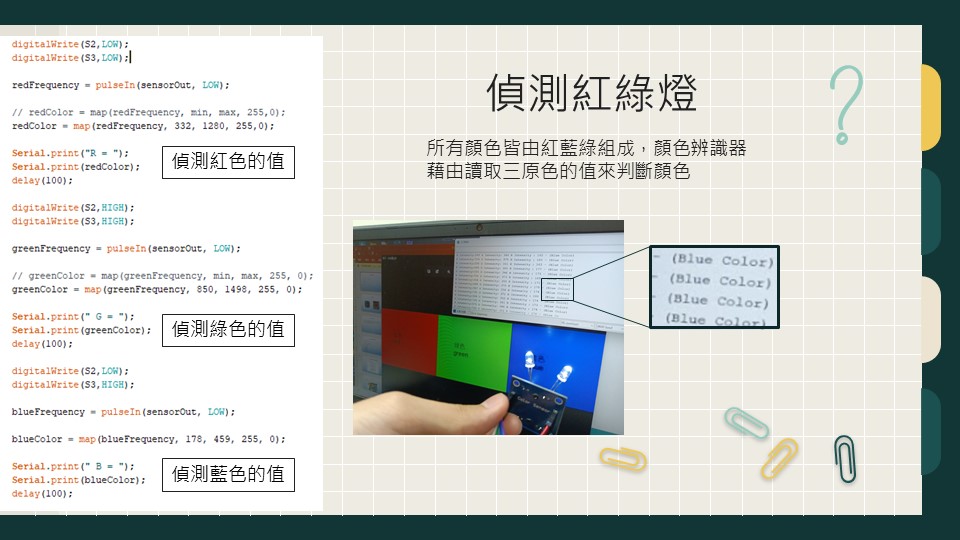 digitalWrite(S2,LOW);
digitalWrite(S3,LOW);
redFrequency = pulseIn(sensorOut, LOW);
// redColor = map(redFrequency, min, max, 255,0);
redColor = map(redFrequency, 332, 1280, 255,0);
Serial.print("R = ");
Serial.print(redColor);
delay(100);
偵測紅色的值
digitalWrite(S2,HIGH);
digitalWrite(S3,HIGH);
greenFrequency = pulseIn(sensorOut, LOW);
// greenColor = map(greenFrequency, min, max, 255, 0);
greenColor = map(greenFrequency, 850, 1498, 255, 0);
Serial.print(" G = ");
Serial.print(greenColor);
delay(100);
偵測綠色的值
digitalWrite(S2,LOW);
digitalWrite(S3,HIGH);
blueFrequency = pulseIn(sensorOut, LOW);
blueColor = map(blueFrequency, 178, 459, 255, 0);
Serial.print(" B = ");
Serial.print(blueColor);
delay(100);
偵測藍色的值
偵測紅綠燈
所有顏色皆由紅藍綠組成，顏色辨識器
藉由讀取三原色的值來判斷顏色
green
Color Sensor
- (Blue Color)
- (Blue Color)
- (Blue Color)
(Blue Color)